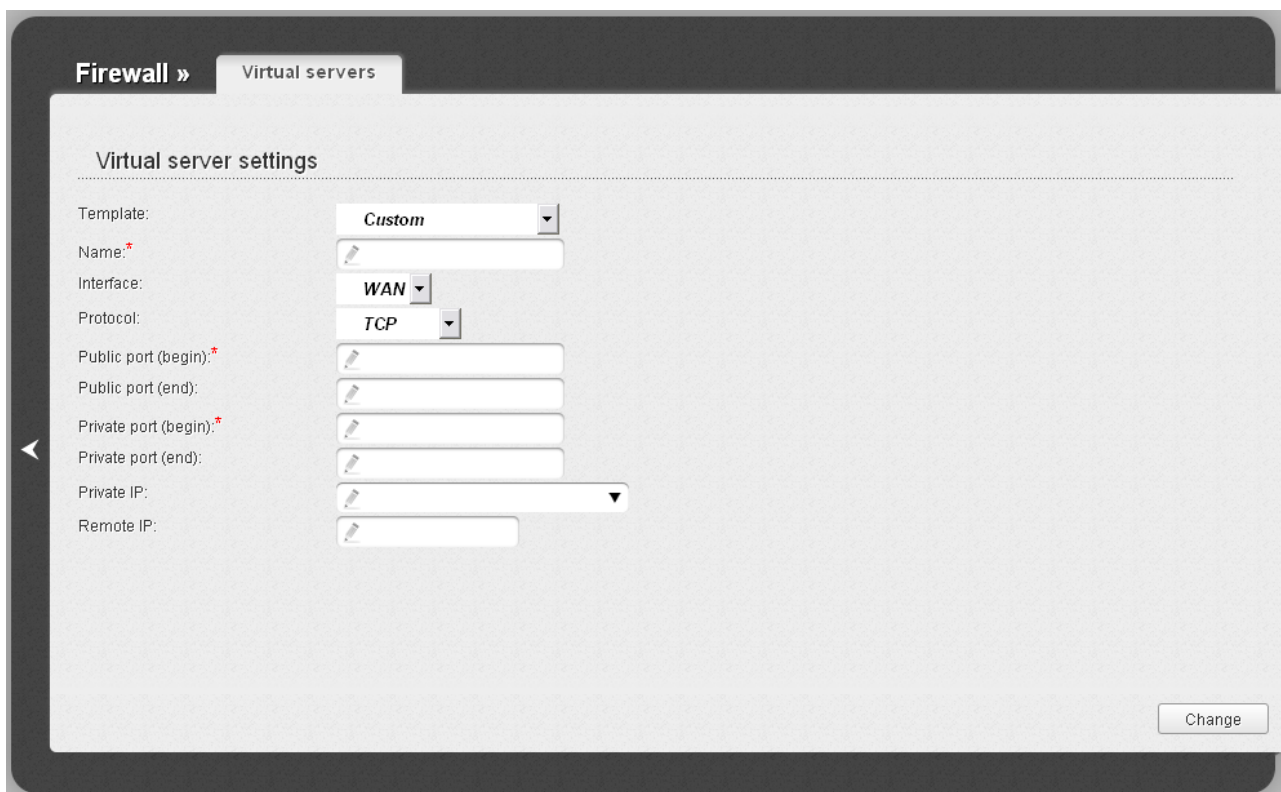 Firewall » Virtual servers
Virtual server settings
Template: Custom
Name:*
Interface: WAN
Protocol: TCP
Public port (begin):*
Public port (end):
Private port (begin):*
Private port (end):
Private IP:
Remote IP:
Change